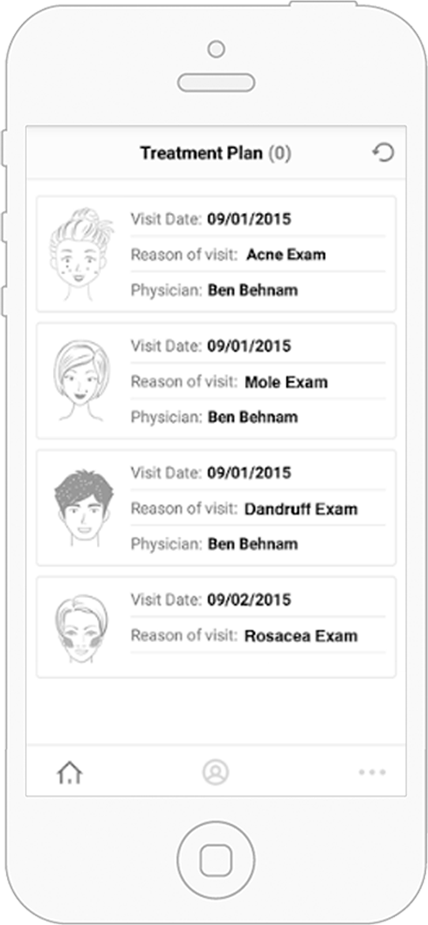 Treatment Plan (0)
Visit Date: 09/01/2015
Reason of visit: Acne Exam
Physician: Ben Behnam
Visit Date: 09/01/2015
Reason of visit: Mole Exam
Physician: Ben Behnam
Visit Date: 09/01/2015
Reason of visit: Dandruff Exam
Physician: Ben Behnam
Visit Date: 09/02/2015
Reason of visit: Rosacea Exam